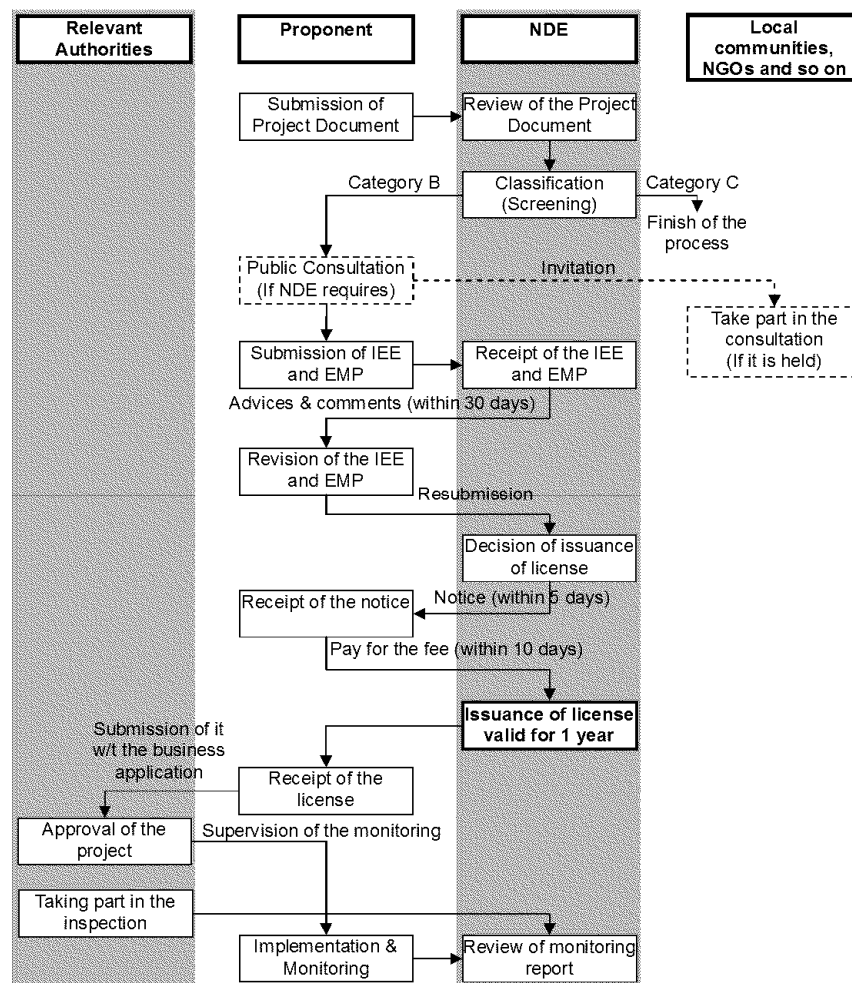 Relevant
Authorities
Proponent
NDE
Local
communities,
NGOs and so on
Submission of
Project Document
Review of the Project
Document
Category B
Classification
(Screening)
Category C
Finish of the
process
Public Consultation
(If NDE requires)
Invitation
Take part in the
consultation
(If it is held)
Submission of IEE
and EMP
Receipt of the IEE
and EMP
Advices & comments (within 30 days)
Revision of the IEE
and EMP
Resubmission
Decision of issuance
of license
Notice (within 5 days)
Receipt of the notice
Pay for the fee (within 10 days)
Issuance of license
valid for 1 year
Submission of it
w/t the business
application
Receipt of the
license
Approval of the
project
Supervision of the monitoring
Taking part in the
inspection
Implementation &
Monitoring
Review of monitoring
report